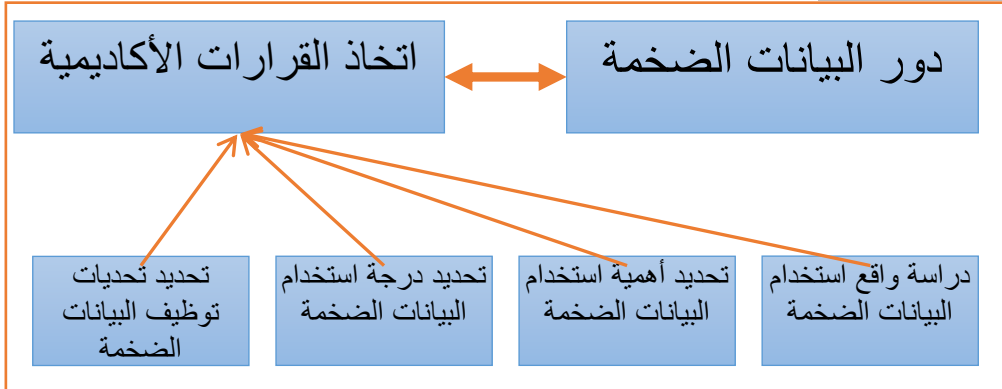 دور البيانات الضخمة
اتخاذ القرارات الأكاديمية
دراسة واقع استخدام
البيانات الضخمة
تحديد أهمية استخدام
البيانات الضخمة
تحديد درجة استخدام
البيانات الضخمة
تحديد تحديات
توظيف البيانات
الضخمة